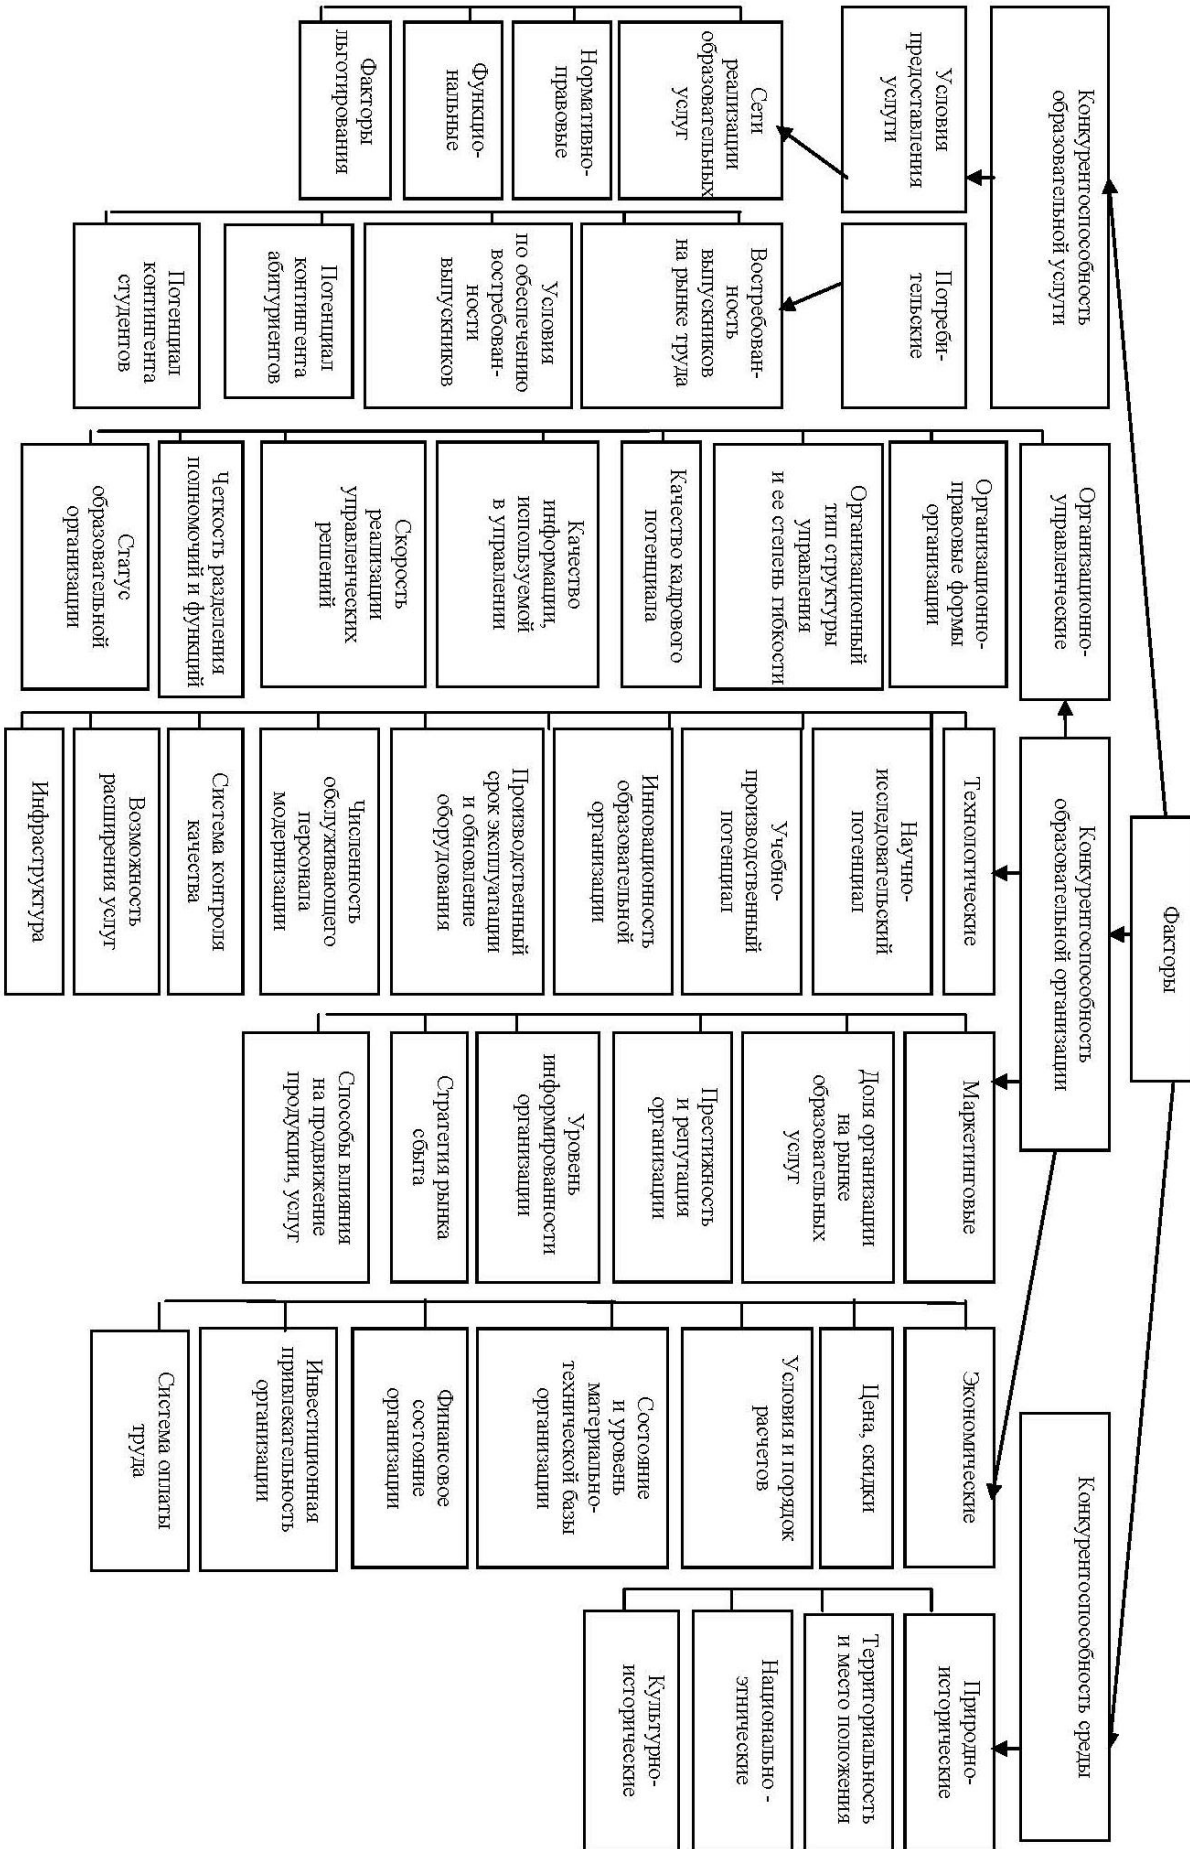 Факторы
Конкурентоспособность
образовательной услуги
Конкурентоспособность
образовательной организации
Конкурентоспособность среды
Условия
предоставления
услуги
Потреби-
тельские
Сети
реализации
образовательных
услуг
Нормативно-
правовые
Функцио-
нальные
Факторы
льготирования
Востребован-
ность
выпускников
на рынке труда
Условия
по обеспечению
востребован-
ности
выпускников
Потенциал
контингента
абитуриентов
Потенциал
контингента
студентов
Организационно-
управленческие
Организационно-
правовые формы
организации
Организационный
тип структуры
управления
и ее степень гибкости
Качество кадрового
потенциала
Качество
информации,
используемой
в управлении
Скорость
реализации
управленческих
решений
Четкость разделения
полномочий и функций
Статус
образовательной
организации
Технологические
Научно-
исследовательский
потенциал
Учебно-
производственный
потенциал
Инновационность
образовательной
организации
Производственный
срок эксплуатации
и обновление
оборудования
Численность
обслуживающего
персонала
модернизации
Система контроля
качества
Возможность
расширения услуг
Инфраструктура
Маркетинговые
Доля организации
на рынке
образовательных
услуг
Престижность
и репутация
организации
Уровень
информированности
организации
Стратегия рынка
сбыта
Способы влияния
на продвижение
продукции, услуг
Экономические
Цена, скидки
Условия и порядок
расчетов
Состояние
и уровень
материально-
технической базы
организации
Финансовое
состояние
организации
Инвестиционная
привлекательность
организации
Система оплаты
труда
Природно-
исторические
Территориальность
и место положения
Национально -
этнические
Культурно-
исторические